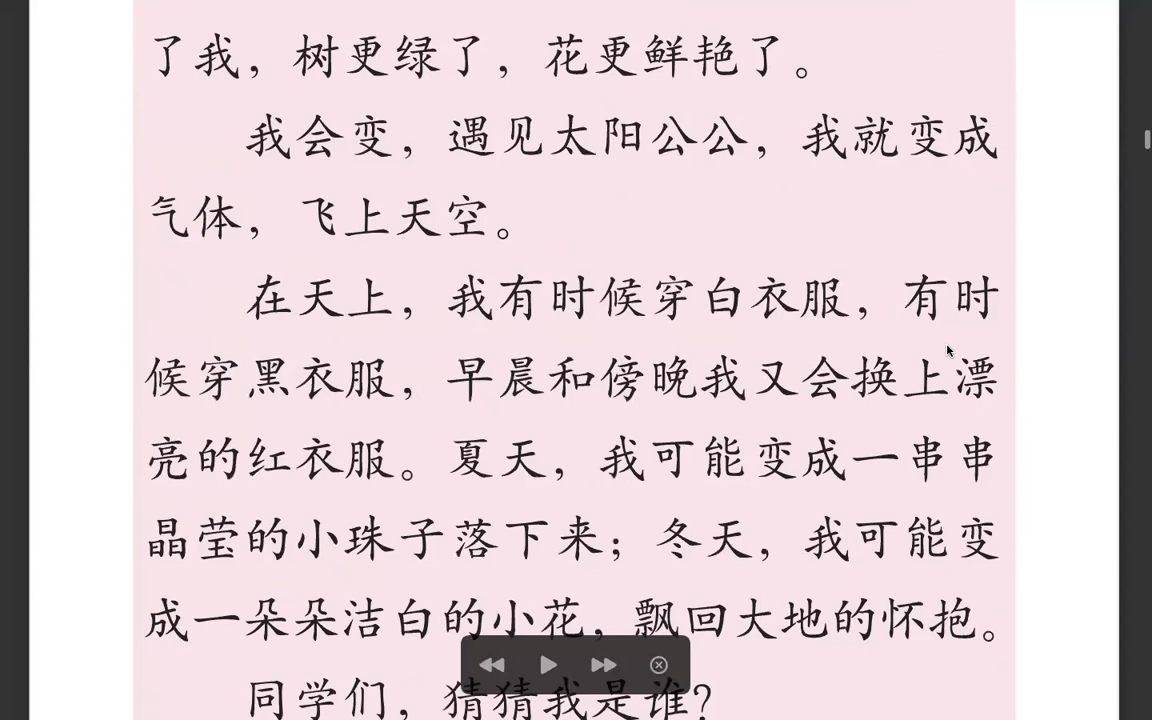 了我，树更绿了，花更鲜艳了。
我会变，遇见太阳公公，我就变成
气体，飞上天空。
在天上，我有时候穿白衣服，有时
候穿黑衣服，早晨和傍晚我又会换上漂
亮的红衣服。夏天，我可能变成一串串
晶莹的小珠子落下来；冬天，我可能变
成一朵朵洁白的小花，飘回大地的怀抱。
同学们，猜猜我是谁？